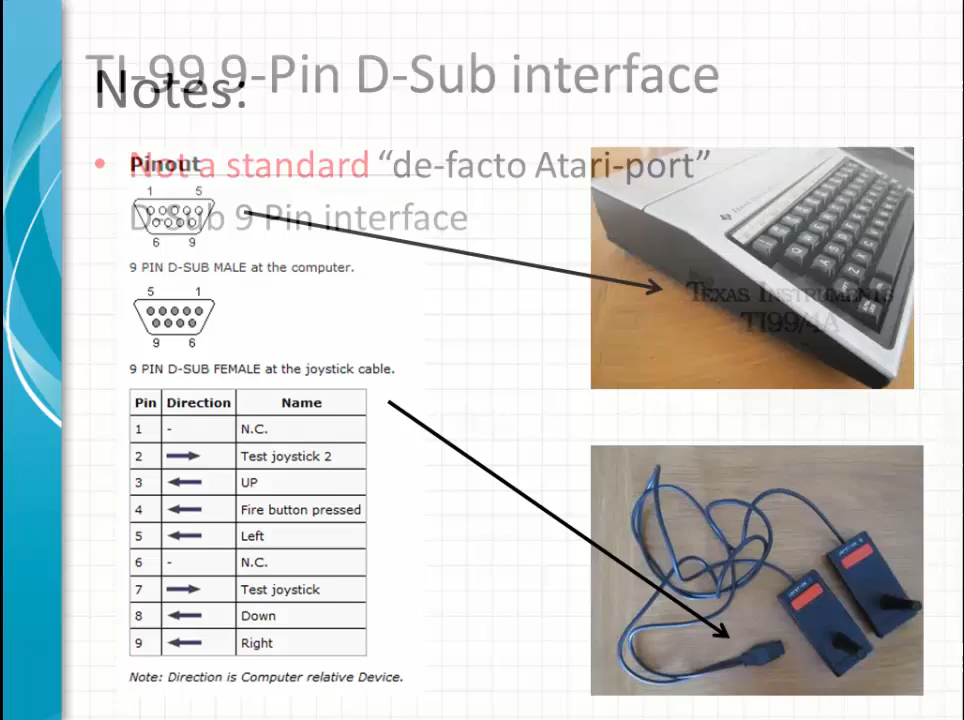 TI-99 9-Pin D-Sub interface
Notes:
Pinout
• Not a standard “de-facto Atari-port”
D-Sub 9 Pin interface
1 5
6 9
9 PIN D-SUB MALE at the computer.
5 1
9 6
9 PIN D-SUB FEMALE at the joystick cable.
Pin Direction Name
1 - N.C.
2 Test joystick 2
3 UP
4 Fire button pressed
5 Left
6 - N.C.
7 Test joystick
8 Down
9 Right
Note: Direction is Computer relative Device.
Texas Instruments
TI99/4A